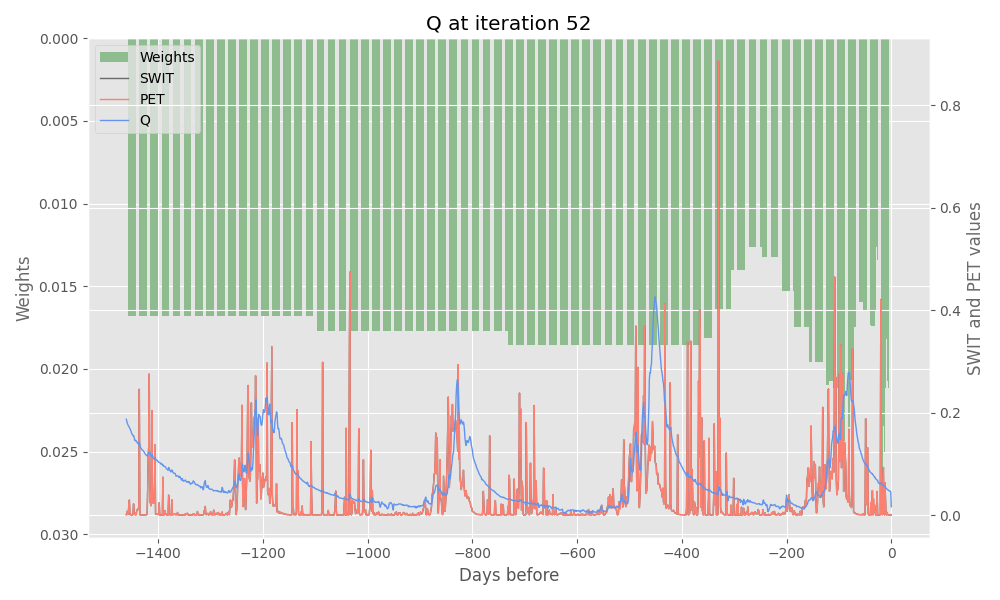 Q at iteration 52
Weights
SWIT
PET
Q
0.000
0.005
0.010
0.015
0.020
0.025
0.030
Weights
0.8
0.6
0.4
0.2
0.0
SWIT and PET values
−1400
−1200
−1000
−800
−600
−400
−200
0
Days before